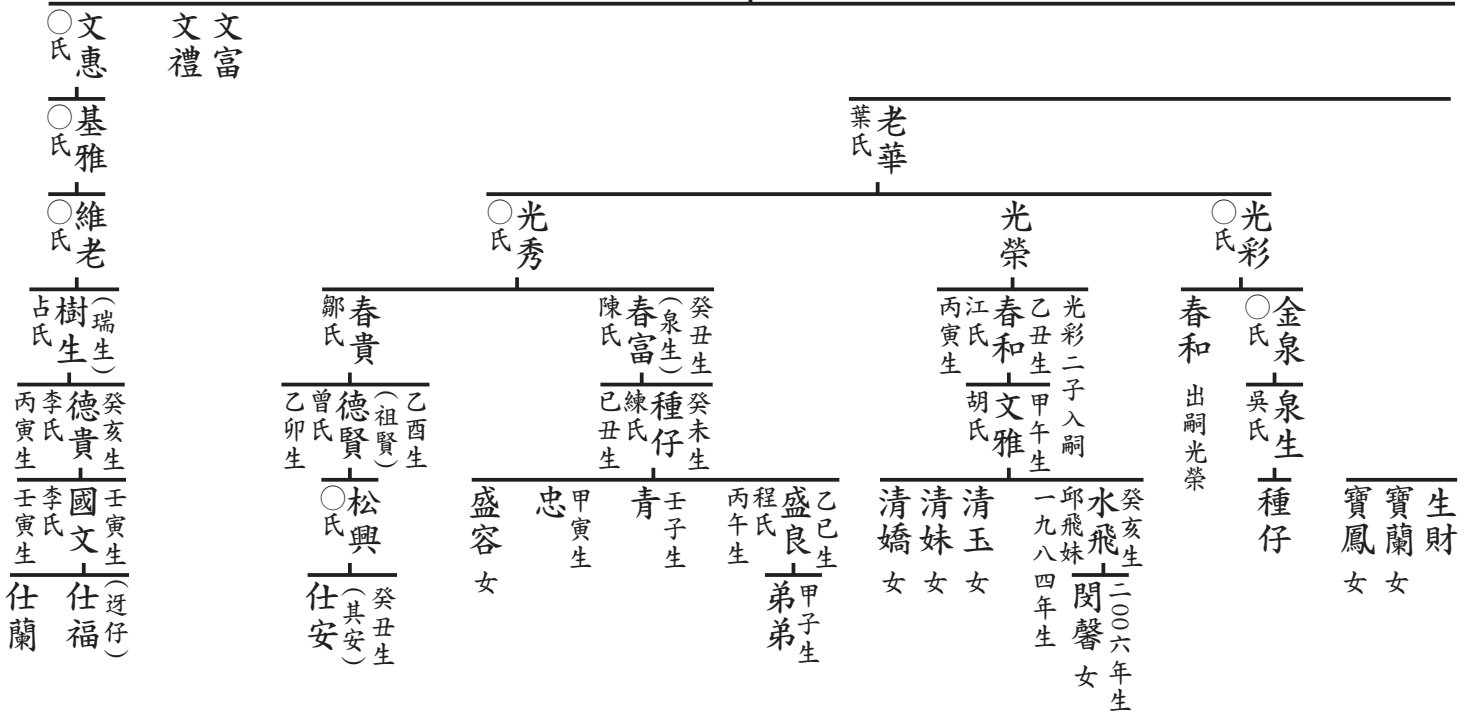 文富
文禮
文惠
○氏
老華
葉氏
基雅
○氏
光彩
○氏
光榮
光秀
○氏
維老
○氏
金泉
○氏
春和 出嗣光榮
光彩二子入嗣
乙丑生
春和
江氏
丙寅生
癸丑生
春富(泉生)
陳氏
春貴
鄒氏
樹生(瑞生)
占氏
泉生
吳氏
甲午生
文雅
胡氏
癸未生
種仔
練氏
己丑生
乙酉生
德賢(祖賢)
曾氏
乙卯生
癸亥生
德貴
李氏
丙寅生
生財
寶蘭 女
寶鳳 女
種仔
癸亥生
水飛
邱飛妹
一九八四年生
清玉 女
清妹 女
清嬌 女
乙巳生
盛良
程氏
丙午生
壬子生
青
甲寅生
忠
盛容 女
松興
○氏
壬寅生
國文
李氏
壬寅生
二○○六年生
閔馨 女
甲子生
弟弟
癸丑生
仕安(其安)
仕福(迓仔)
仕蘭